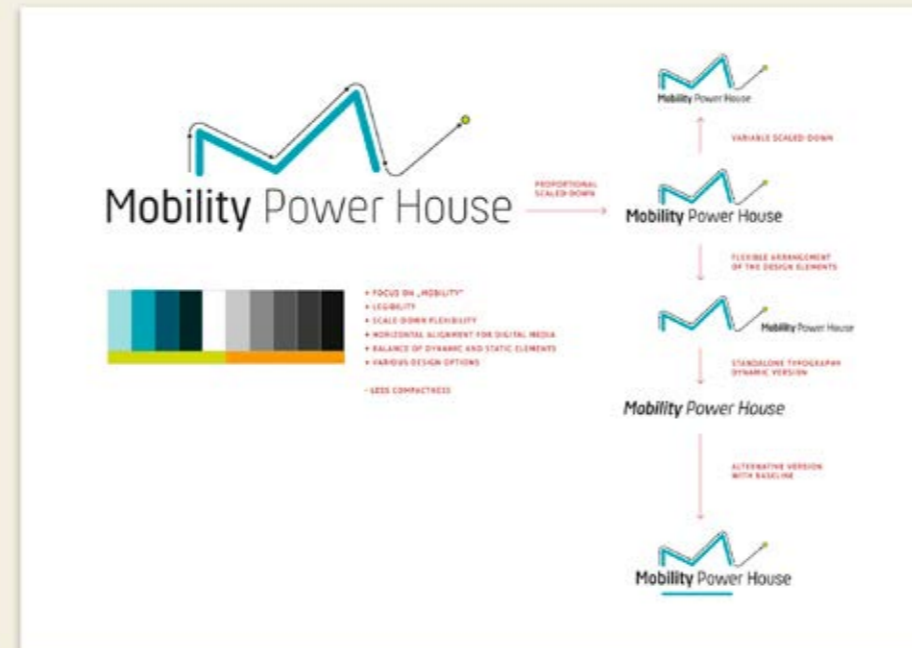 Mobility Power House
PROPORTIONAL
SCALED DOWN
+ FOCUS ON „MOBILITY"
+ LEGIBILITY
+ SCALE DOWN FLEXIBILITY
+ HORIZONTAL ALIGNMENT FOR DIGITAL MEDIA
+ BALANCE OF DYNAMIC AND STATIC ELEMENTS
+ VARIOUS DESIGN OPTIONS
- LESS COMPACTNESS
Mobility Power House
VARIABLE SCALED DOWN
Mobility Power House
FLEXIBLE ARRANGEMENT
OF THE DESIGN ELEMENTS
Mobility Power House
STANDALONE TYPOGRAPHY
DYNAMIC VERSION
Mobility Power House
ALTERNATIVE VERSION
WITH BASELINE
Mobility Power House